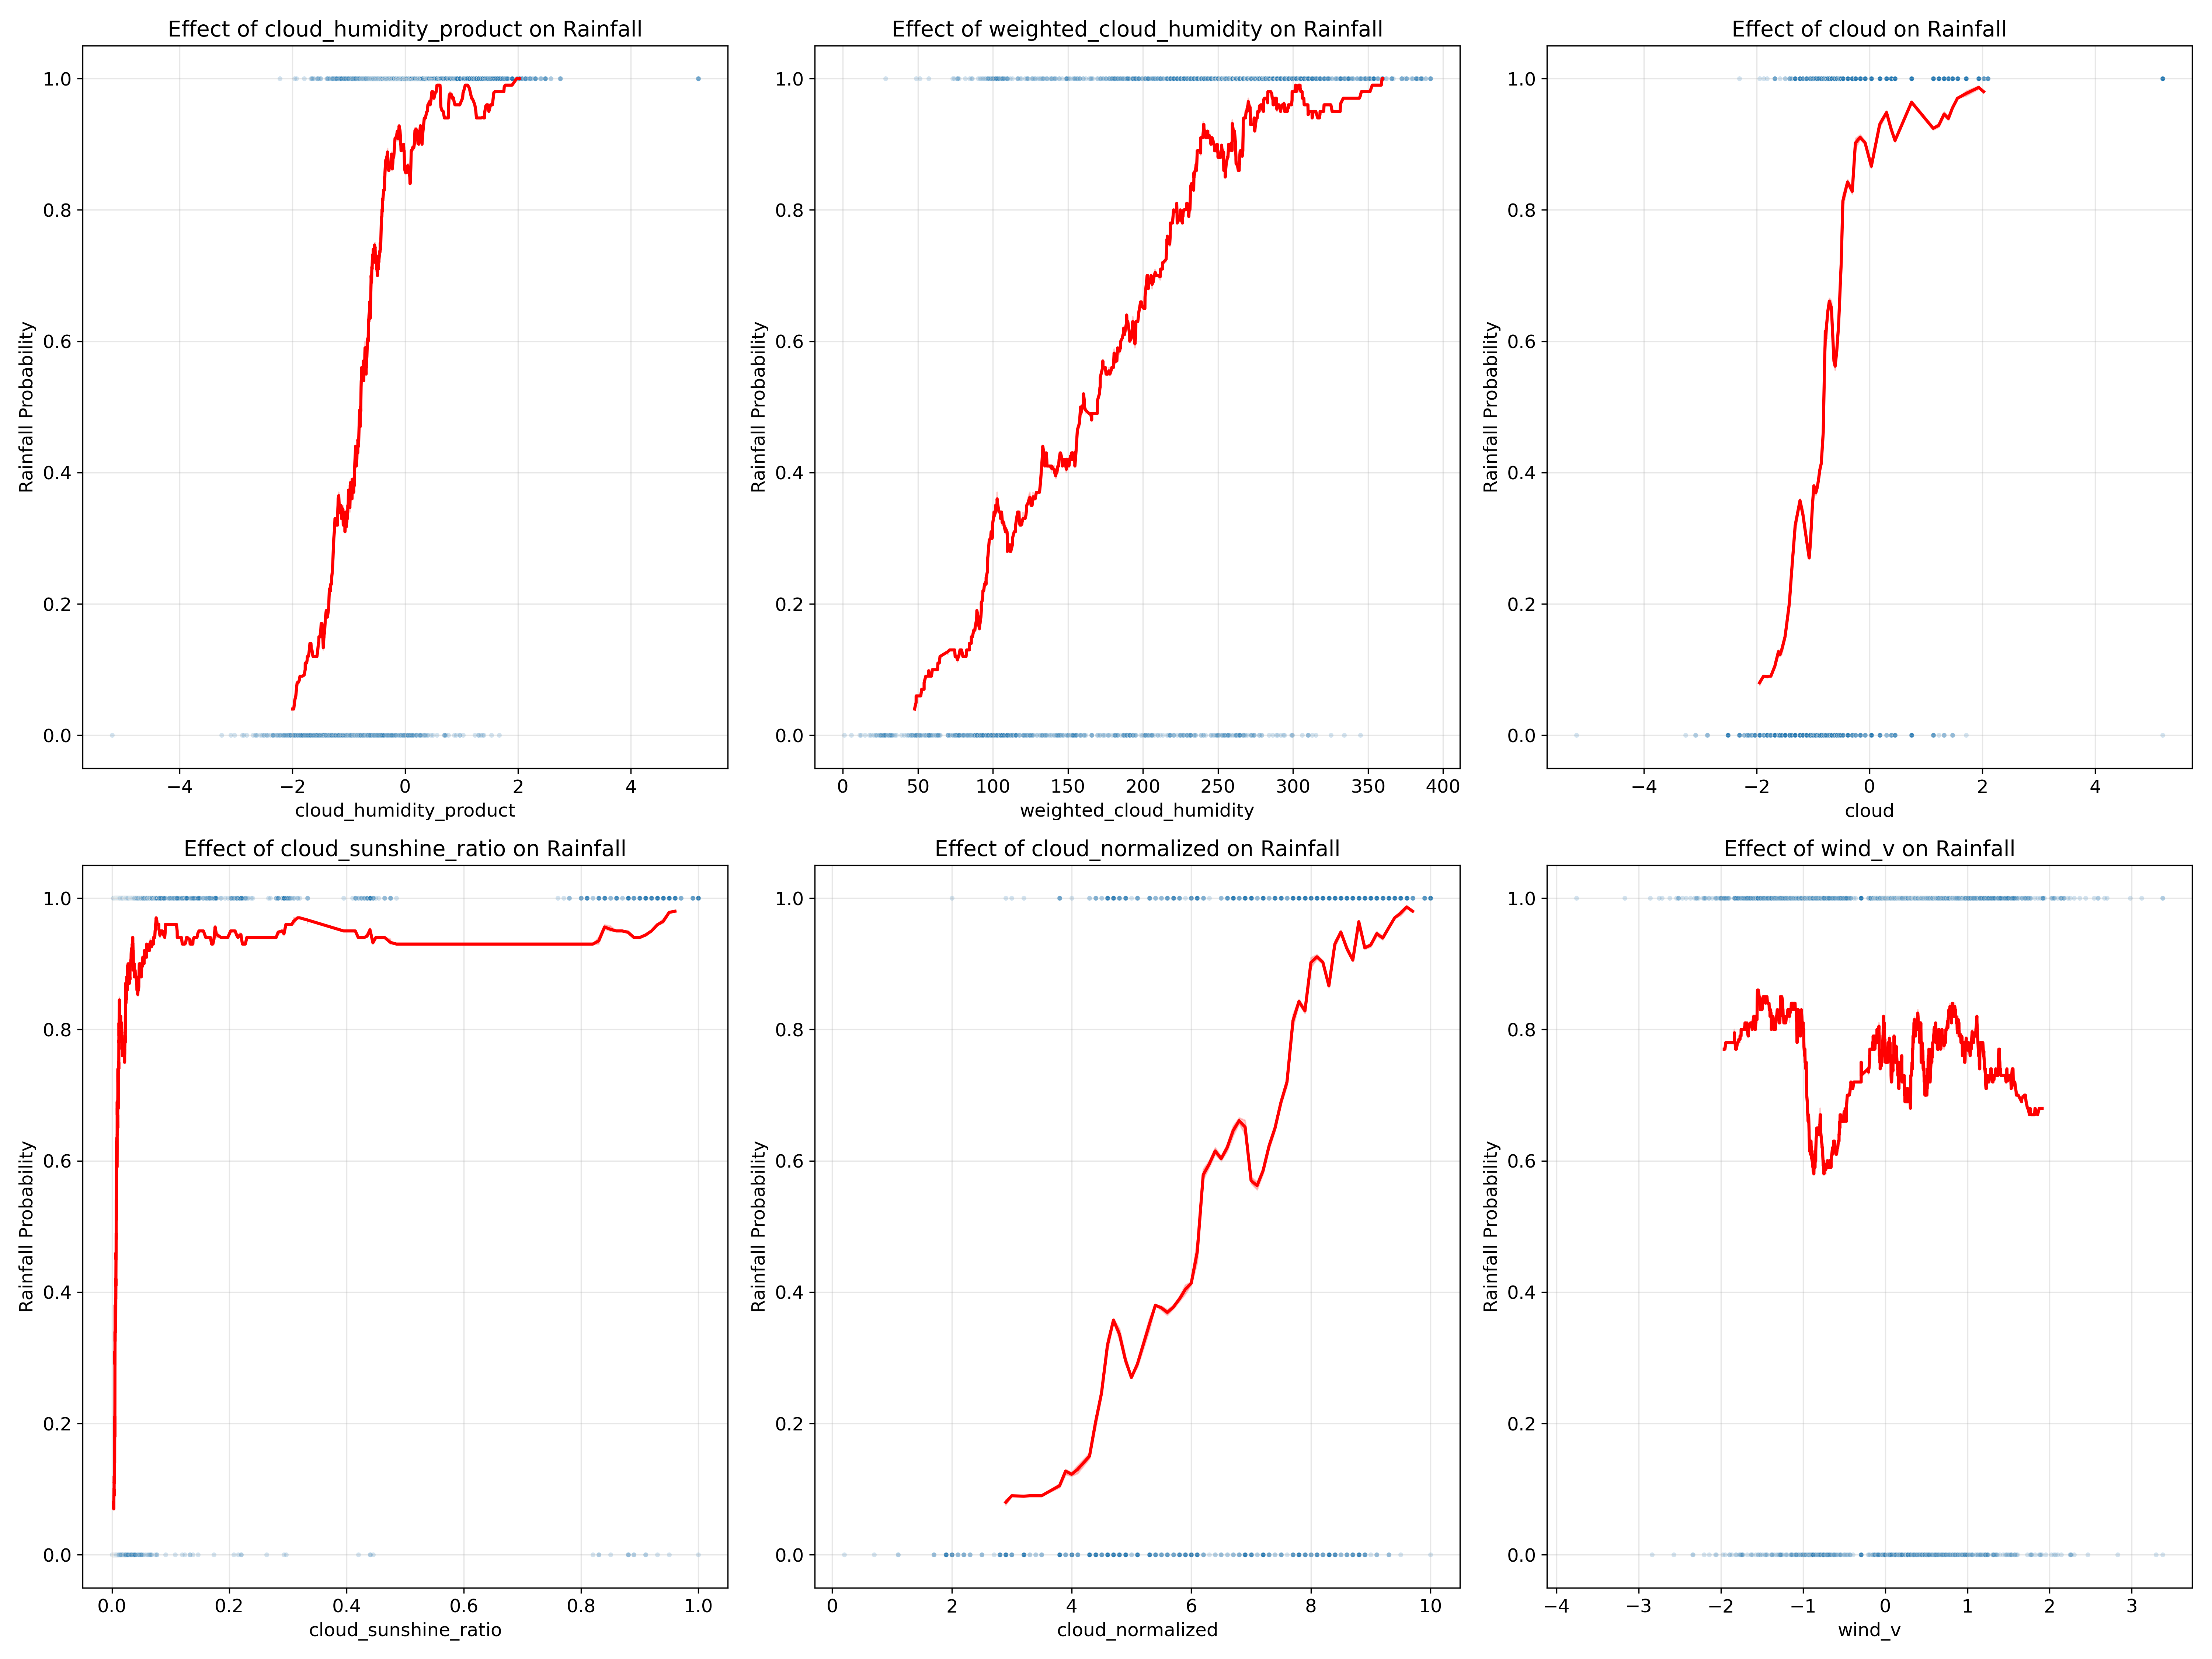 Effect of cloud_humidity_product on Rainfall
1.0
0.8
0.6
0.4
0.2
0.0
Rainfall Probability
−4 −2 0 2 4
cloud_humidity_product
Effect of weighted_cloud_humidity on Rainfall
1.0
0.8
0.6
0.4
0.2
0.0
Rainfall Probability
0 50 100 150 200 250 300 350 400
weighted_cloud_humidity
Effect of cloud on Rainfall
1.0
0.8
0.6
0.4
0.2
0.0
Rainfall Probability
−4 −2 0 2 4
cloud
Effect of cloud_sunshine_ratio on Rainfall
1.0
0.8
0.6
0.4
0.2
0.0
Rainfall Probability
0.0 0.2 0.4 0.6 0.8 1.0
cloud_sunshine_ratio
Effect of cloud_normalized on Rainfall
1.0
0.8
0.6
0.4
0.2
0.0
Rainfall Probability
0 2 4 6 8 10
cloud_normalized
Effect of wind_v on Rainfall
1.0
0.8
0.6
0.4
0.2
0.0
Rainfall Probability
−4 −3 −2 −1 0 1 2 3
wind_v